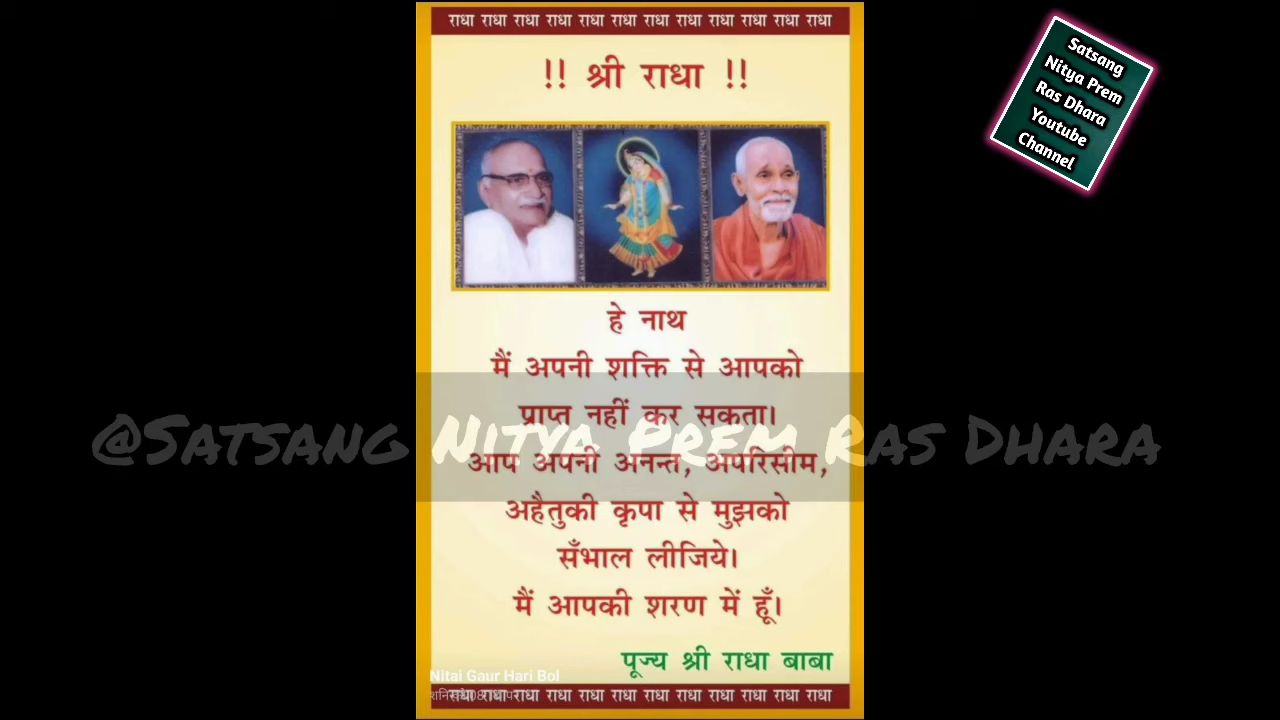 राधा राधा राधा राधा राधा राधा राधा राधा राधा राधा राधा राधा
!! श्री राधा !!
Satsang
Nitya Prem
Ras Dhara
Youtube
Channel
हे नाथ
मैं अपनी शक्ति से आपको
प्राप्त नहीं कर सकता।
@Satsang Nitya Prem Ras Dhara
आप अपनी अनन्त, अपरिसीम,
अहैतुकी कृपा से मुझको
सँभाल लीजिये।
मैं आपकी शरण में हूँ।
पूज्य श्री राधा बाबा
Nitai Gaur Hari Bol
राधा राधा राधा राधा राधा राधा राधा राधा राधा राधा राधा राधा